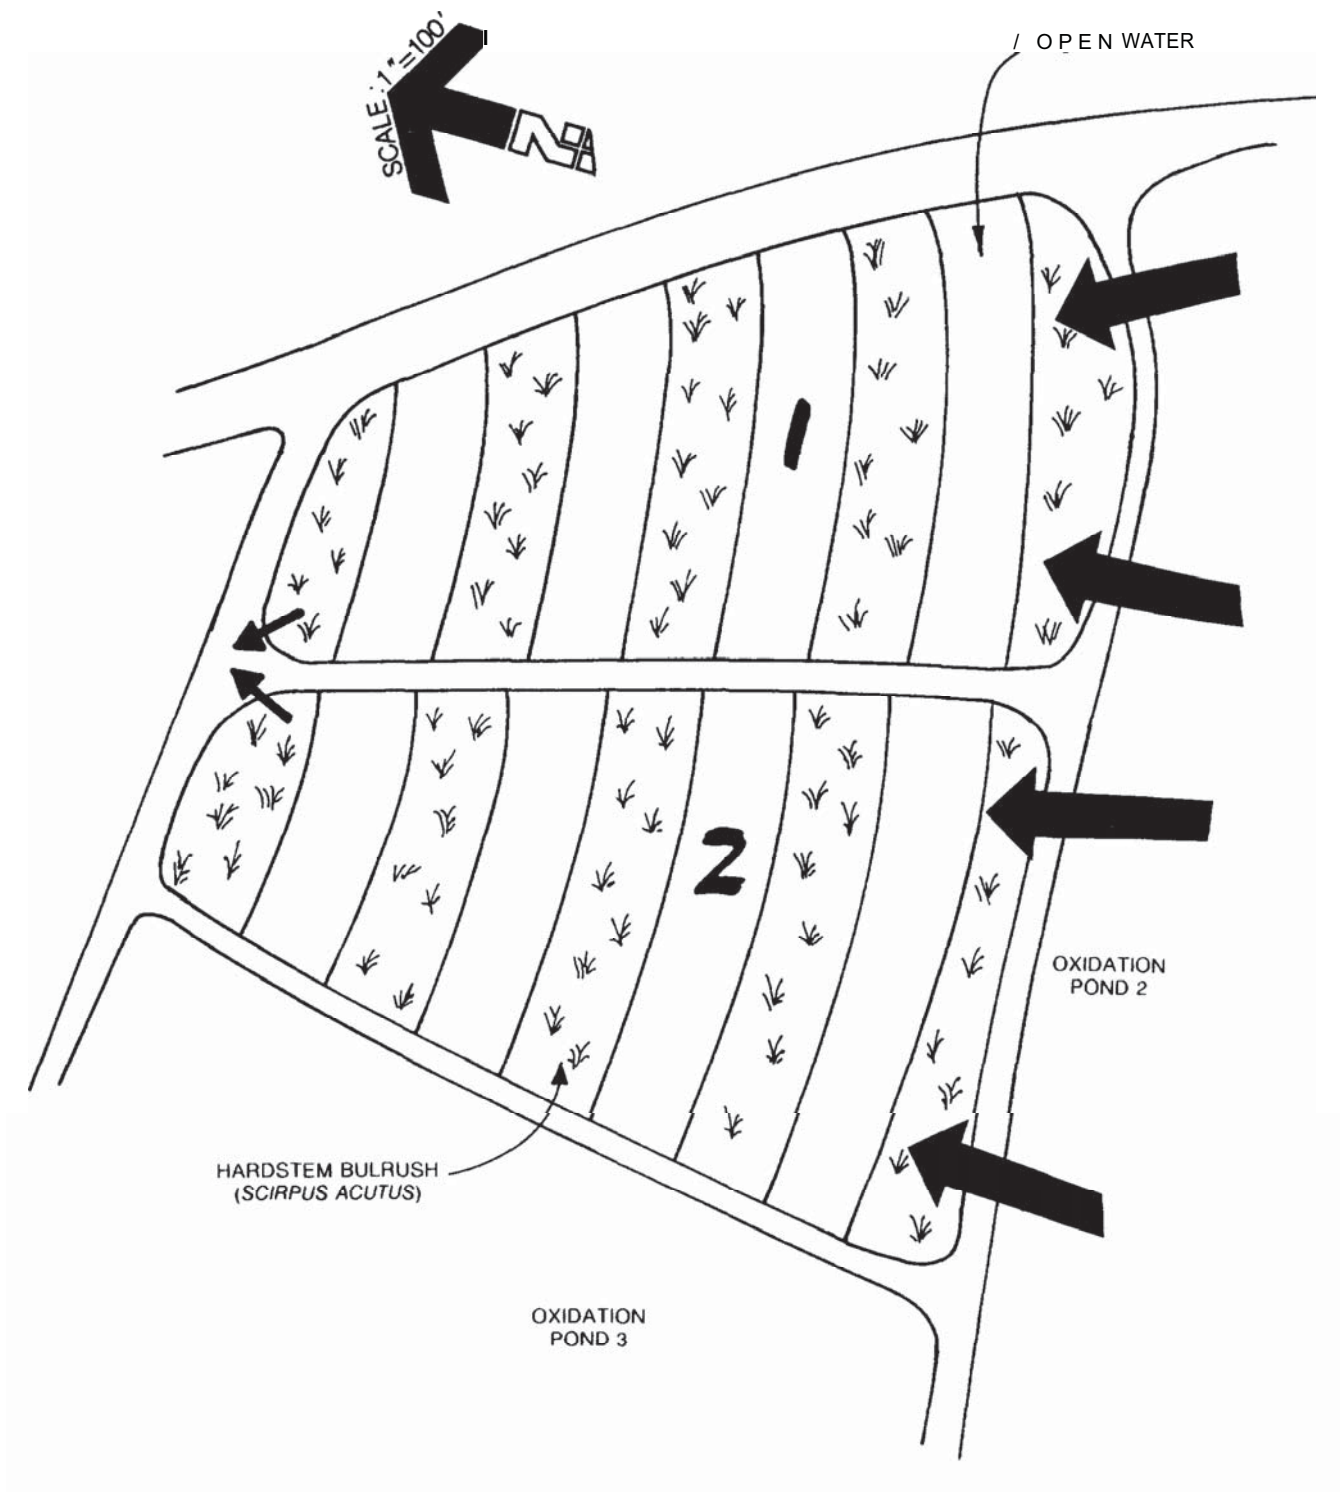 SCALE: 1"=100'
/ OPEN WATER
N
1
2
OXIDATION
POND 2
HARDSTEM BULRUSH
(SCIRPUS ACUTUS)
OXIDATION
POND 3